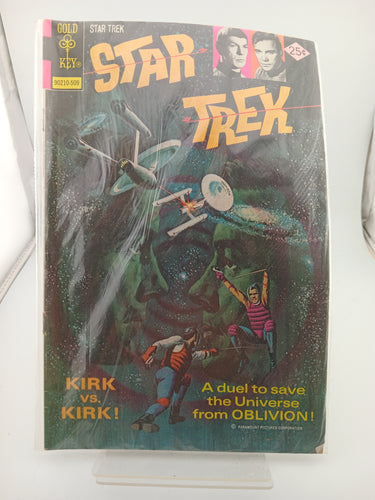 GOLD
KEY®
90210-509
STAR TREK
STAR
TREK
25¢
KIRK
vs.
KIRK!
A duel to save
the Universe
from OBLIVION!
© PARAMOUNT PICTURES CORPORATION